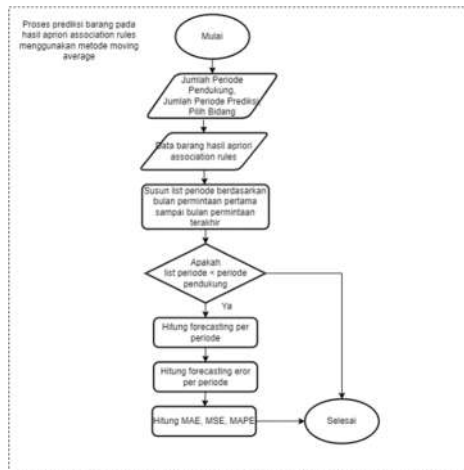 Proses prediksi barang pada
hasil apriori association rules
menggunakan metode moving
average
Mulai
Jumlah Periode
Pendukung,
Jumlah Periode Prediksi,
Pilih Bidang
Data barang hasil apriori
association rules
Susun list periode berdasarkan
bulan permintaan pertama
sampai bulan permintaan
terakhir
Apakah
list periode < periode
pendukung
Ya
Hitung forecasting per
periode
Hitung forecasting eror
per periode
Hitung MAE, MSE, MAPE
Selesai